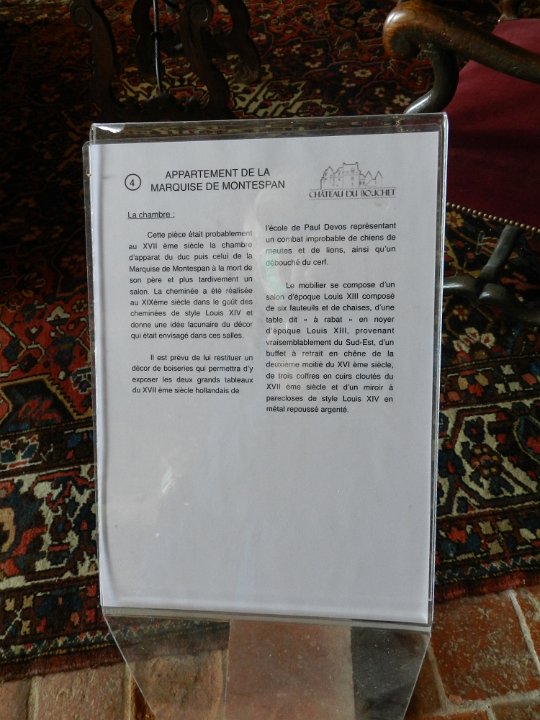 4
APPARTEMENT DE LA
MARQUISE DE MONTESPAN
CHÂTEAU DU BOUCHET
La chambre :
Cette pièce était probablement
au XVII ème siècle la chambre
d'apparat du duc puis celui de la
Marquise de Montespan à la mort de
son père et plus tardivement un
salon. La cheminée a été réalisée
au XIXème siècle dans le goût des
cheminées de style Louis XIV et
donne une idée lacunaire du décor
qui était envisagé dans ces salles.
Il est prévu de lui restituer un
décor de boiseries qui permettra d'y
exposer les deux grands tableaux
du XVII ème siècle hollandais de
l'école de Paul Devos représentant
un combat improbable de chiens de
meutes et de lions, ainsi qu'un
débouché du cerf.
Le mobilier se compose d'un
salon d'époque Louis XIII composé
de six fauteuils et de chaises, d'une
table dit « à rabat » en noyer
d'époque Louis XIII, provenant
vraisemblablement du Sud-Est, d'un
buffet à retrait en chêne de la
deuxième moitié du XVI ème siècle,
de trois coffres en cuirs cloutés du
XVII ème siècle et d'un miroir à
parecloses de style Louis XIV en
métal repoussé argenté.